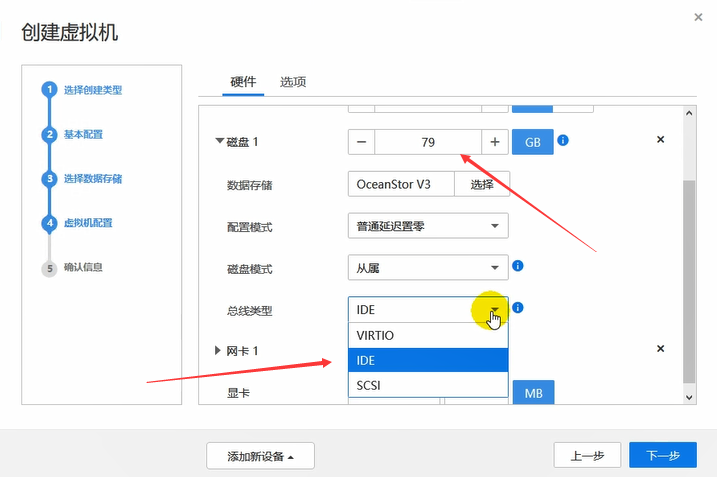 创建虚拟机
1 选择创建类型
2 基本配置
3 选择数据存储
4 虚拟机配置
5 确认信息
硬件 选项
磁盘 1 79 GB
数据存储 OceanStor V3 选择
配置模式 普通延迟置零
磁盘模式 从属
总线类型 IDE
VIRTIO
网卡 1
IDE
SCSI
显卡 MB
添加新设备 上一步 下一步